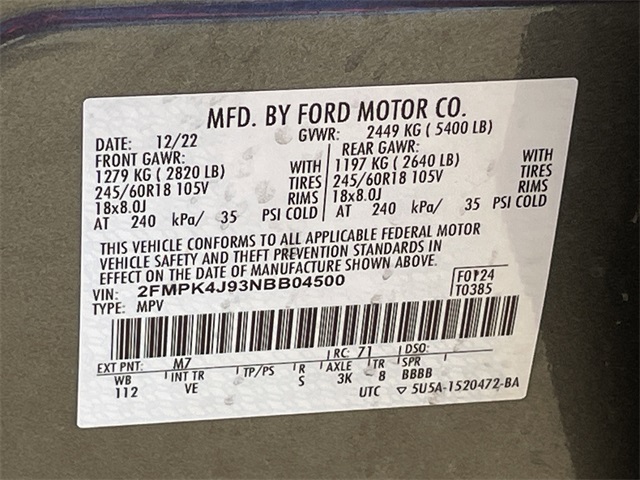 MFD. BY FORD MOTOR CO.
DATE: 12/22 GVWR: 2449 KG ( 5400 LB)
FRONT GAWR: REAR GAWR:
1279 KG ( 2820 LB) WITH 1197 KG ( 2640 LB) WITH
245/60R18 105V TIRES 245/60R18 105V TIRES
18x8.0J RIMS 18x8.0J RIMS
AT 240 kPa/ 35 PSI COLD AT 240 kPa/ 35 PSI COLD
THIS VEHICLE CONFORMS TO ALL APPLICABLE FEDERAL MOTOR
VEHICLE SAFETY AND THEFT PREVENTION STANDARDS IN
EFFECT ON THE DATE OF MANUFACTURE SHOWN ABOVE.
VIN: 2FMPK4J93NBB04500 F0124
TYPE: MPV T0385
EXT PNT: M7 RC: 71 DSO:
WB INT TR TP/PS R AXLE TR SPR
112 VE S 3K 8 BBBB
UTC ▽ 5U5A-1520472-BA